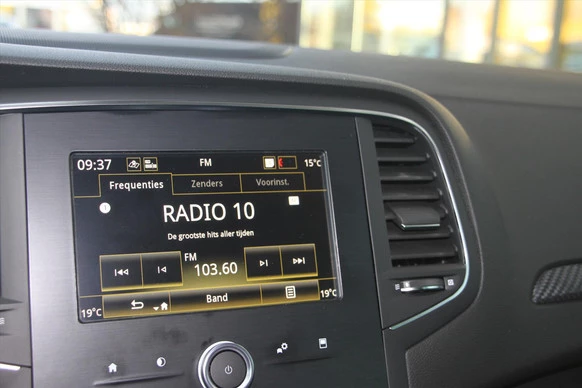 09:37 FM 15°c
Frequenties Zenders Voorinst.
RADIO 10
De grootste hits aller tijden
FM
103.60
19°c Band 19°c